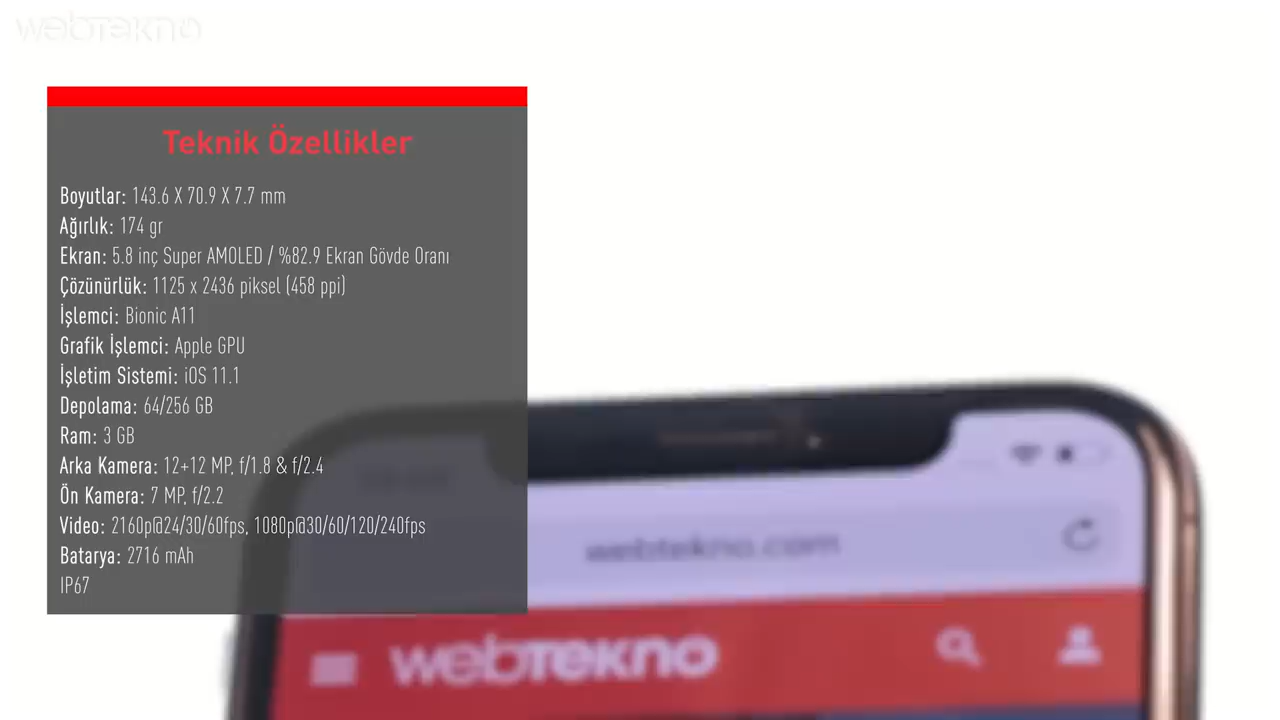 webtekno
Teknik Özellikler
Boyutlar: 143.6 X 70.9 X 7.7 mm
Ağırlık: 174 gr
Ekran: 5.8 inç Super AMOLED / %82.9 Ekran Gövde Oranı
Çözünürlük: 1125 x 2436 piksel (458 ppi)
İşlemci: Bionic A11
Grafik İşlemci: Apple GPU
İşletim Sistemi: iOS 11.1
Depolama: 64/256 GB
Ram: 3 GB
Arka Kamera: 12+12 MP, f/1.8 & f/2.4
Ön Kamera: 7 MP, f/2.2
Video: 2160p@24/30/60fps, 1080p@30/60/120/240fps
Batarya: 2716 mAh
IP67
webtekno.com
webtekno